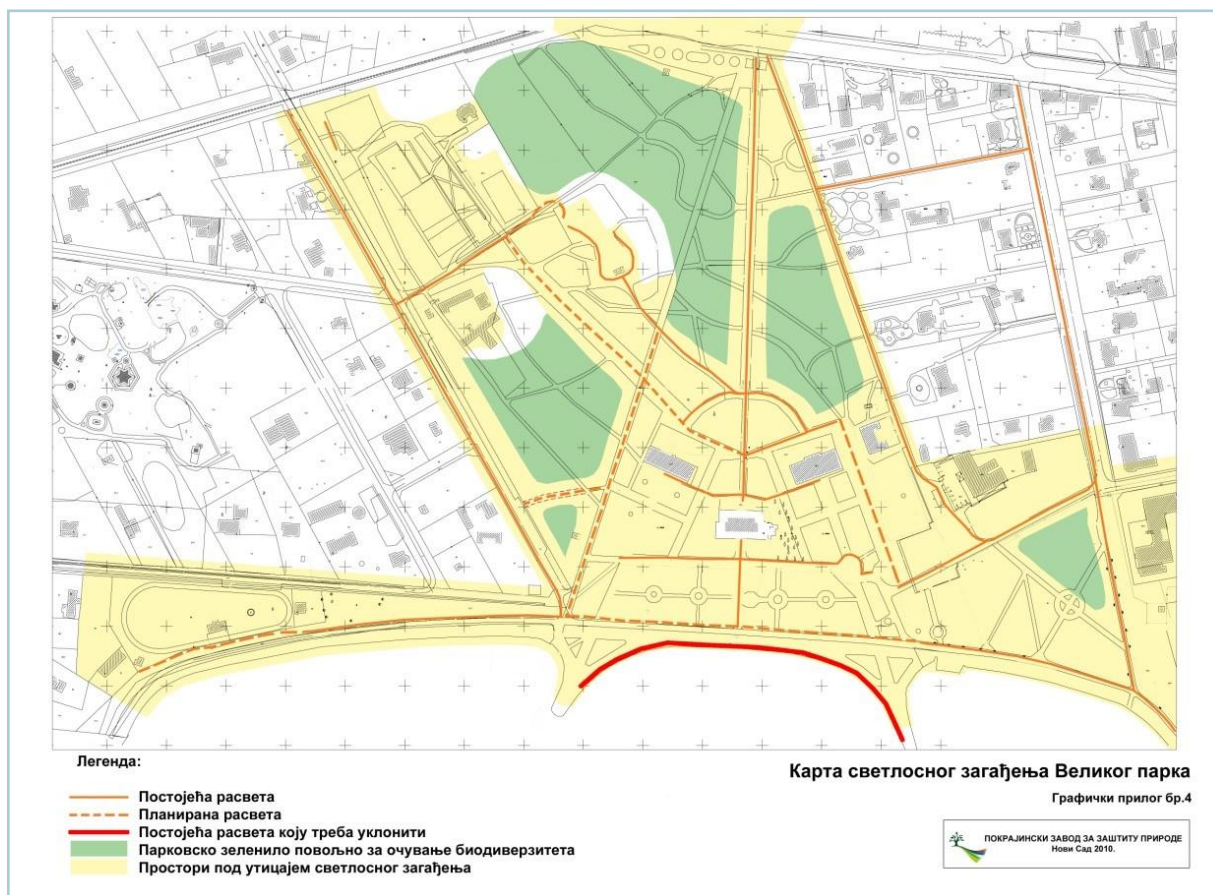 Легенда:
Постојећа расвета
Планирана расвета
Постојећа расвета коју треба уклонити
Парковско зеленило повољно за очување биодиверзитета
Простори под утицајем светлосног загађења
Карта светлосног загађења Великог парка
Графички прилог бр.4
ПОКРАЈИНСКИ ЗАВОД ЗА ЗАШТИТУ ПРИРОДЕ
Нови Сад 2010.